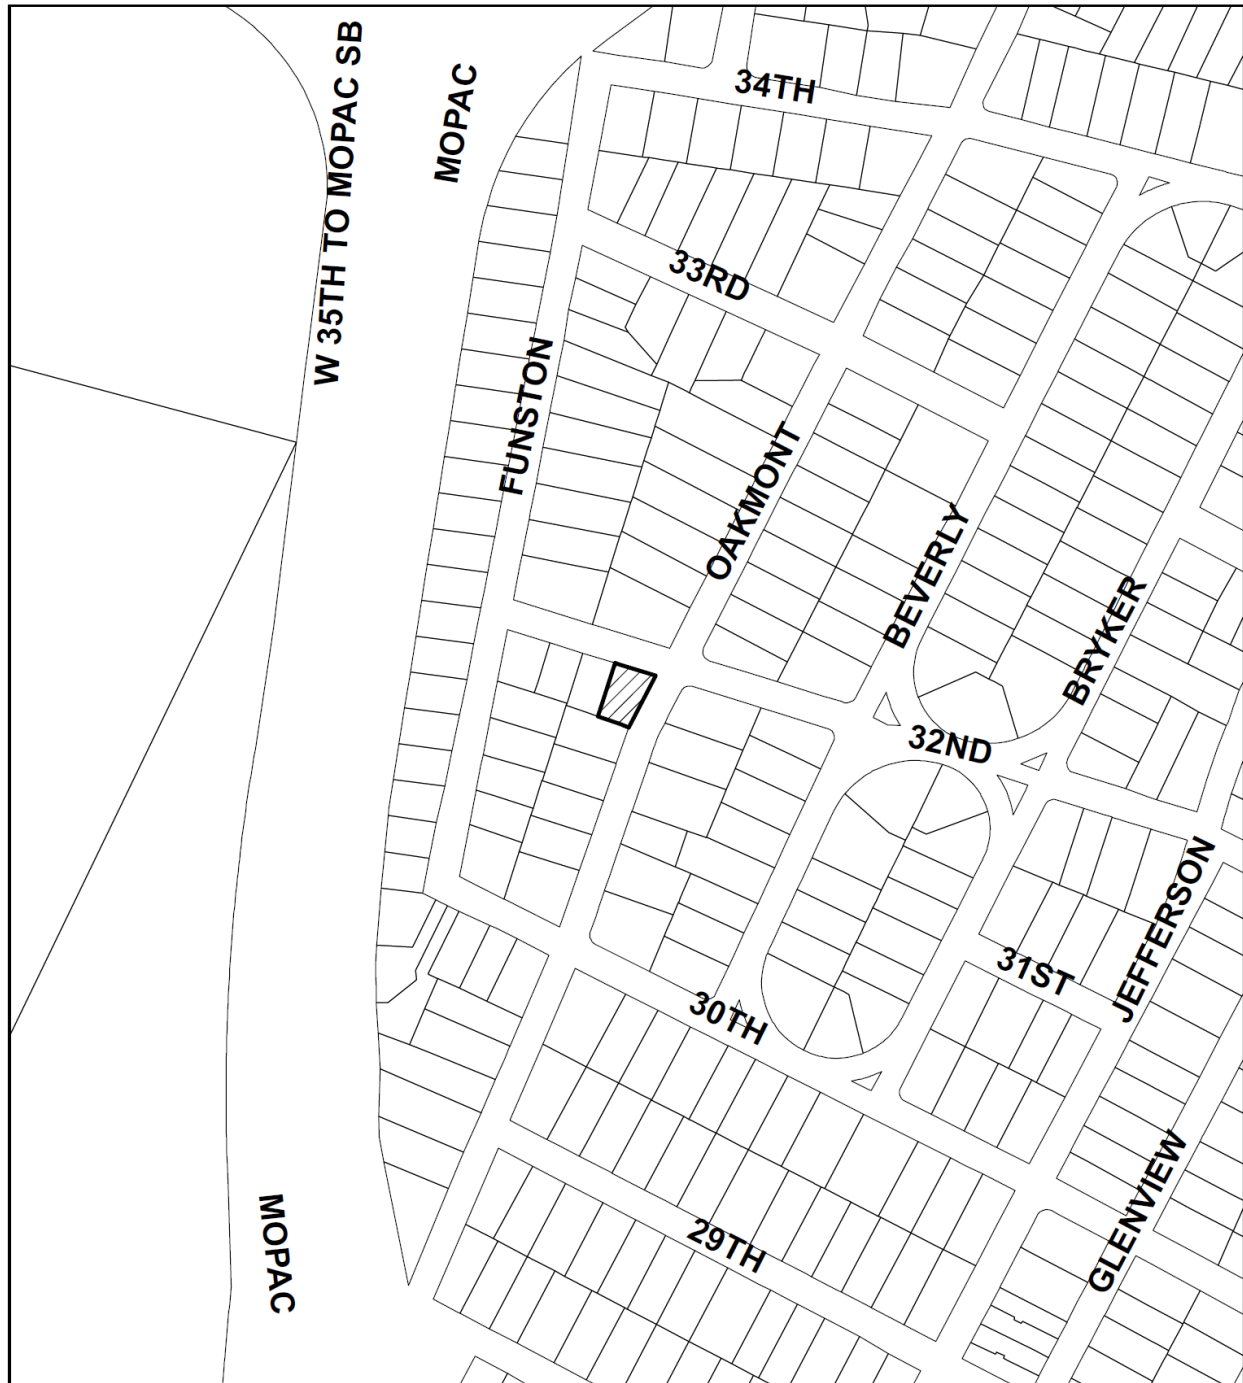 W 35TH TO MOPAC SB
MOPAC
34TH
33RD
FUNSTON
OAKMONT
BEVERLY
BRYKER
32ND
JEFFERSON
31ST
30TH
GLENVIEW
29TH
MOPAC